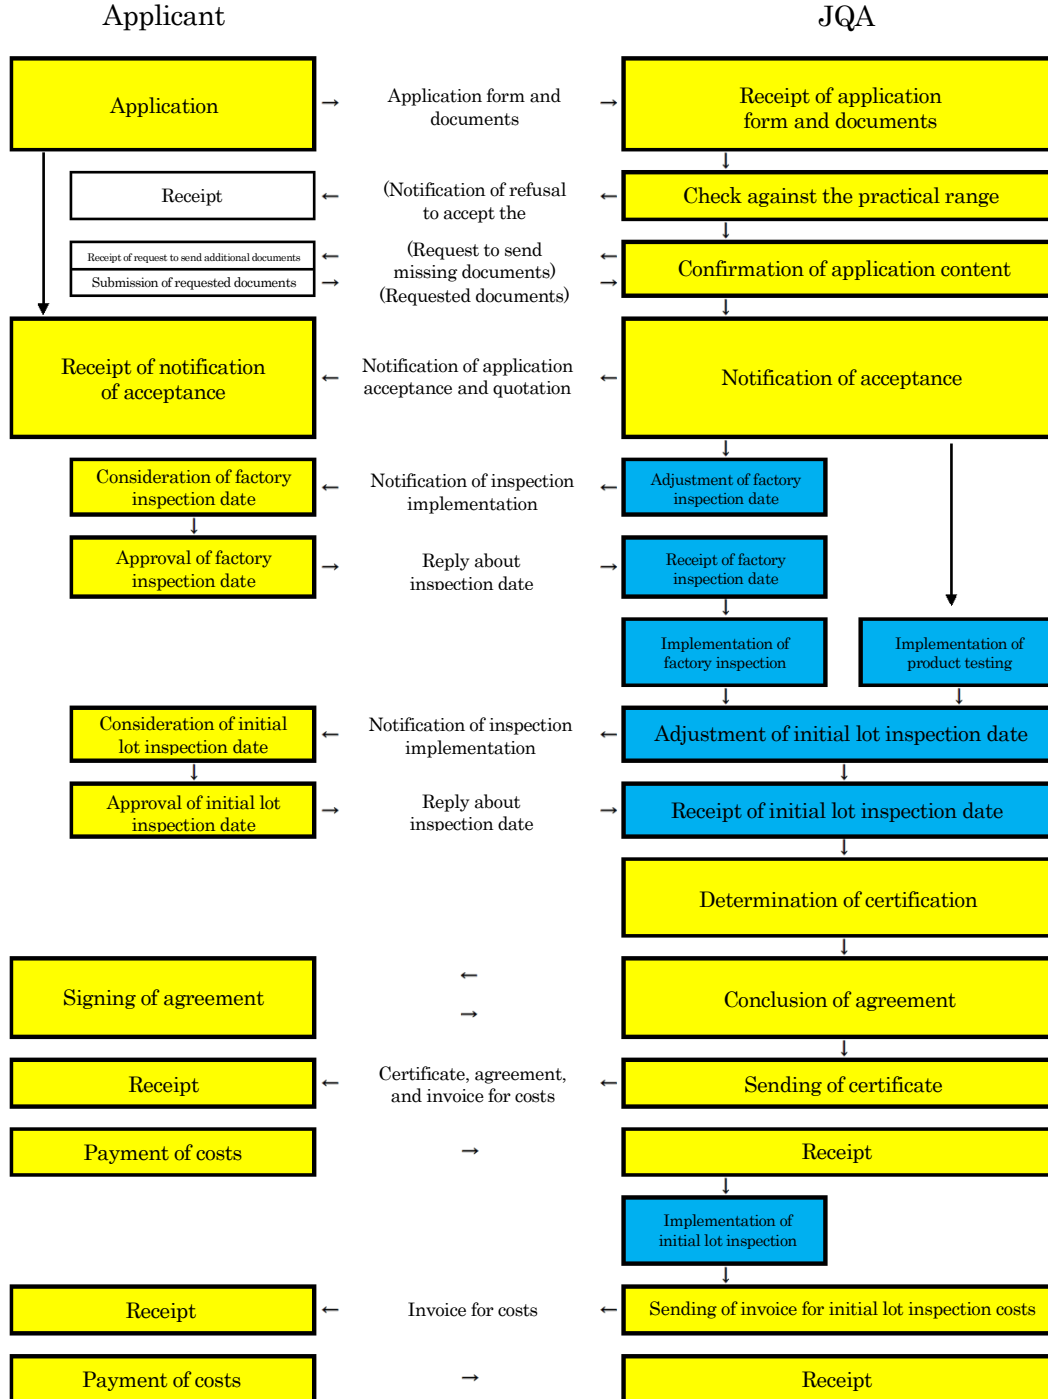 Applicant
JQA
Application
→
Application form and
documents
→
Receipt of application
form and documents
↓
Receipt
←
(Notification of refusal
to accept the
←
Check against the practical range
↓
Receipt of request to send additional documents
←
(Request to send
missing documents)
←
Confirmation of application content
Submission of requested documents
→
(Requested documents)
→
↓
Receipt of notification
of acceptance
←
Notification of application
acceptance and quotation
←
Notification of acceptance
↓
Consideration of factory
inspection date
←
Notification of inspection
implementation
←
Adjustment of factory
inspection date
↓
Approval of factory
inspection date
→
Reply about
inspection date
→
Receipt of factory
inspection date
↓
Implementation of
factory inspection
Implementation of
product testing
↓
↓
Consideration of initial
lot inspection date
←
Notification of inspection
implementation
←
Adjustment of initial lot inspection date
↓
↓
Approval of initial lot
inspection date
→
Reply about
inspection date
→
Receipt of initial lot inspection date
↓
Determination of certification
↓
Signing of agreement
←
→
Conclusion of agreement
↓
Receipt
←
Certificate, agreement,
and invoice for costs
←
Sending of certificate
Payment of costs
→
Receipt
↓
Implementation of
initial lot inspection
↓
Receipt
←
Invoice for costs
←
Sending of invoice for initial lot inspection costs
Payment of costs
→
Receipt